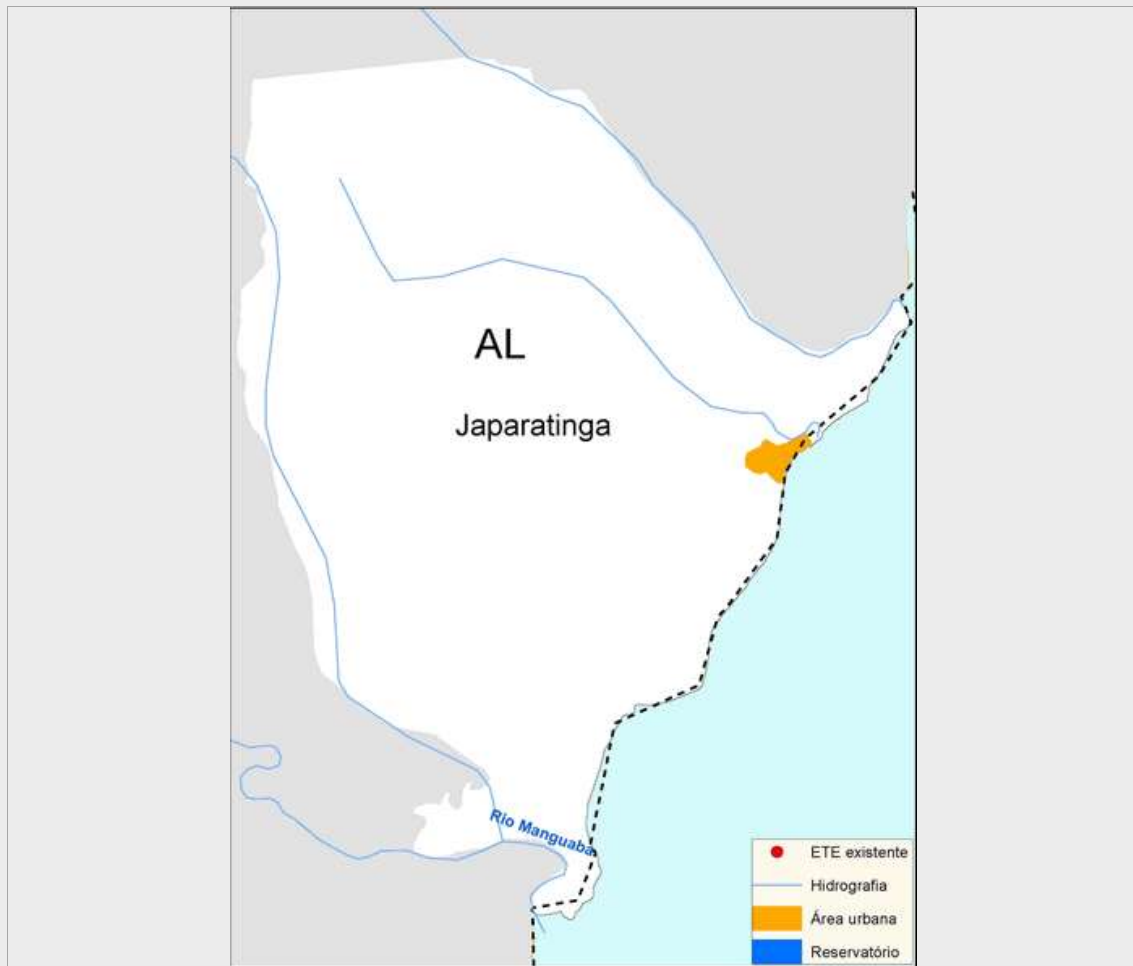 AL
Japaratinga
Rio Manguaba
ETE existente
Hidrografia
Área urbana
Reservatório